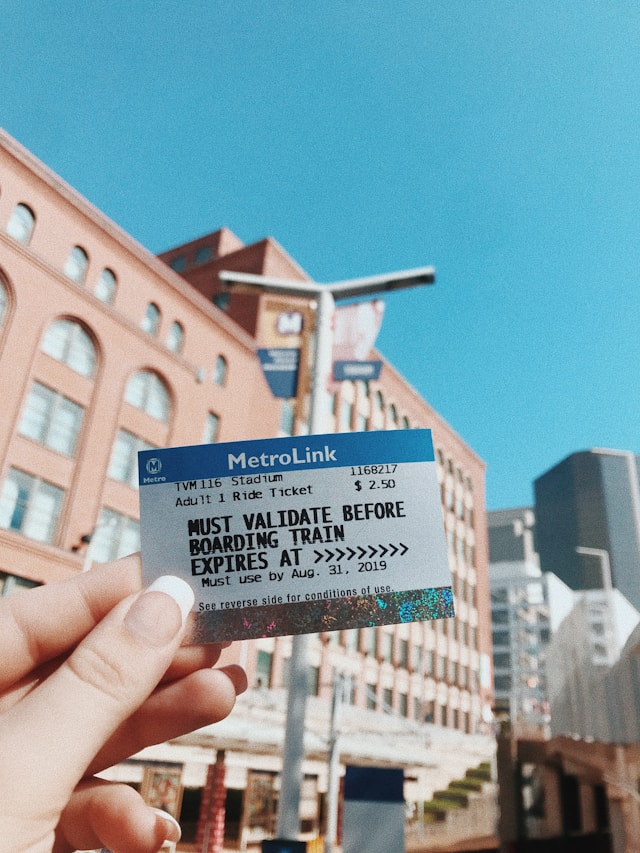 MetroLink
M
Metro
TVM116 Stadium 1168217
Adult 1 Ride Ticket $ 2.50
MUST VALIDATE BEFORE
BOARDING TRAIN
EXPIRES AT >>>>>>>>>
Must use by Aug. 31, 2019
See reverse side for conditions of use.